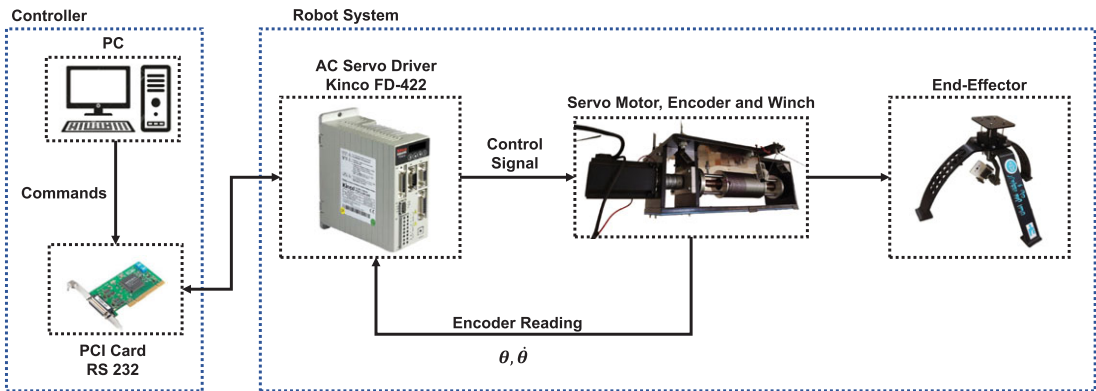 Controller
Robot System
PC
Commands
PCI Card
RS 232
AC Servo Driver
Kinco FD-422
Control
Signal
Servo Motor, Encoder and Winch
End-Effector
Encoder Reading
θ, θ̇